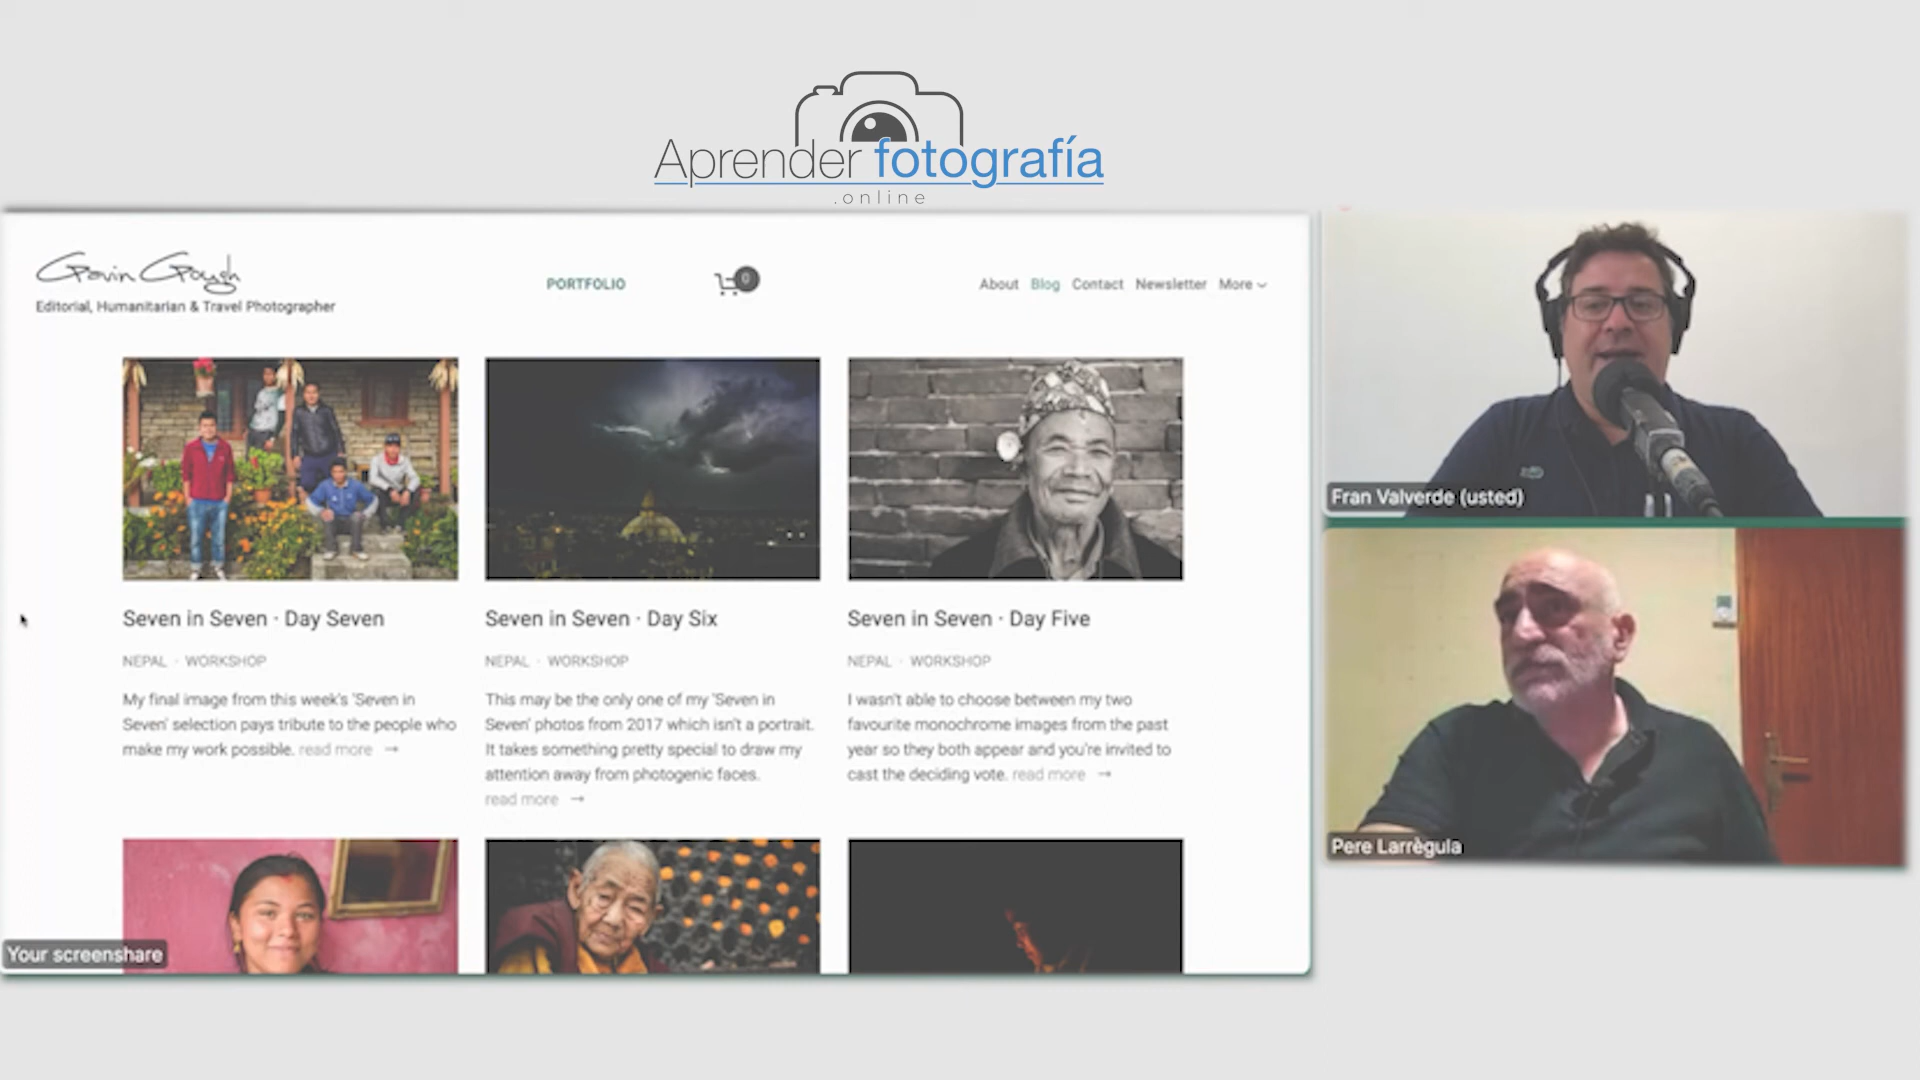 Aprender fotografía
.online
Gavin Gough
Editorial, Humanitarian & Travel Photographer
PORTFOLIO
0
About Blog Contact Newsletter More
Seven in Seven · Day Seven
NEPAL · WORKSHOP
My final image from this week's 'Seven in
Seven' selection pays tribute to the people who
make my work possible. read more →
Seven in Seven · Day Six
NEPAL · WORKSHOP
This may be the only one of my 'Seven in
Seven' photos from 2017 which isn't a portrait.
It takes something pretty special to draw my
attention away from photogenic faces.
read more →
Seven in Seven · Day Five
NEPAL · WORKSHOP
I wasn't able to choose between my two
favourite monochrome images from the past
year so they both appear and you're invited to
cast the deciding vote. read more →
Your screenshare
Fran Valverde (usted)
Pere Larrègula